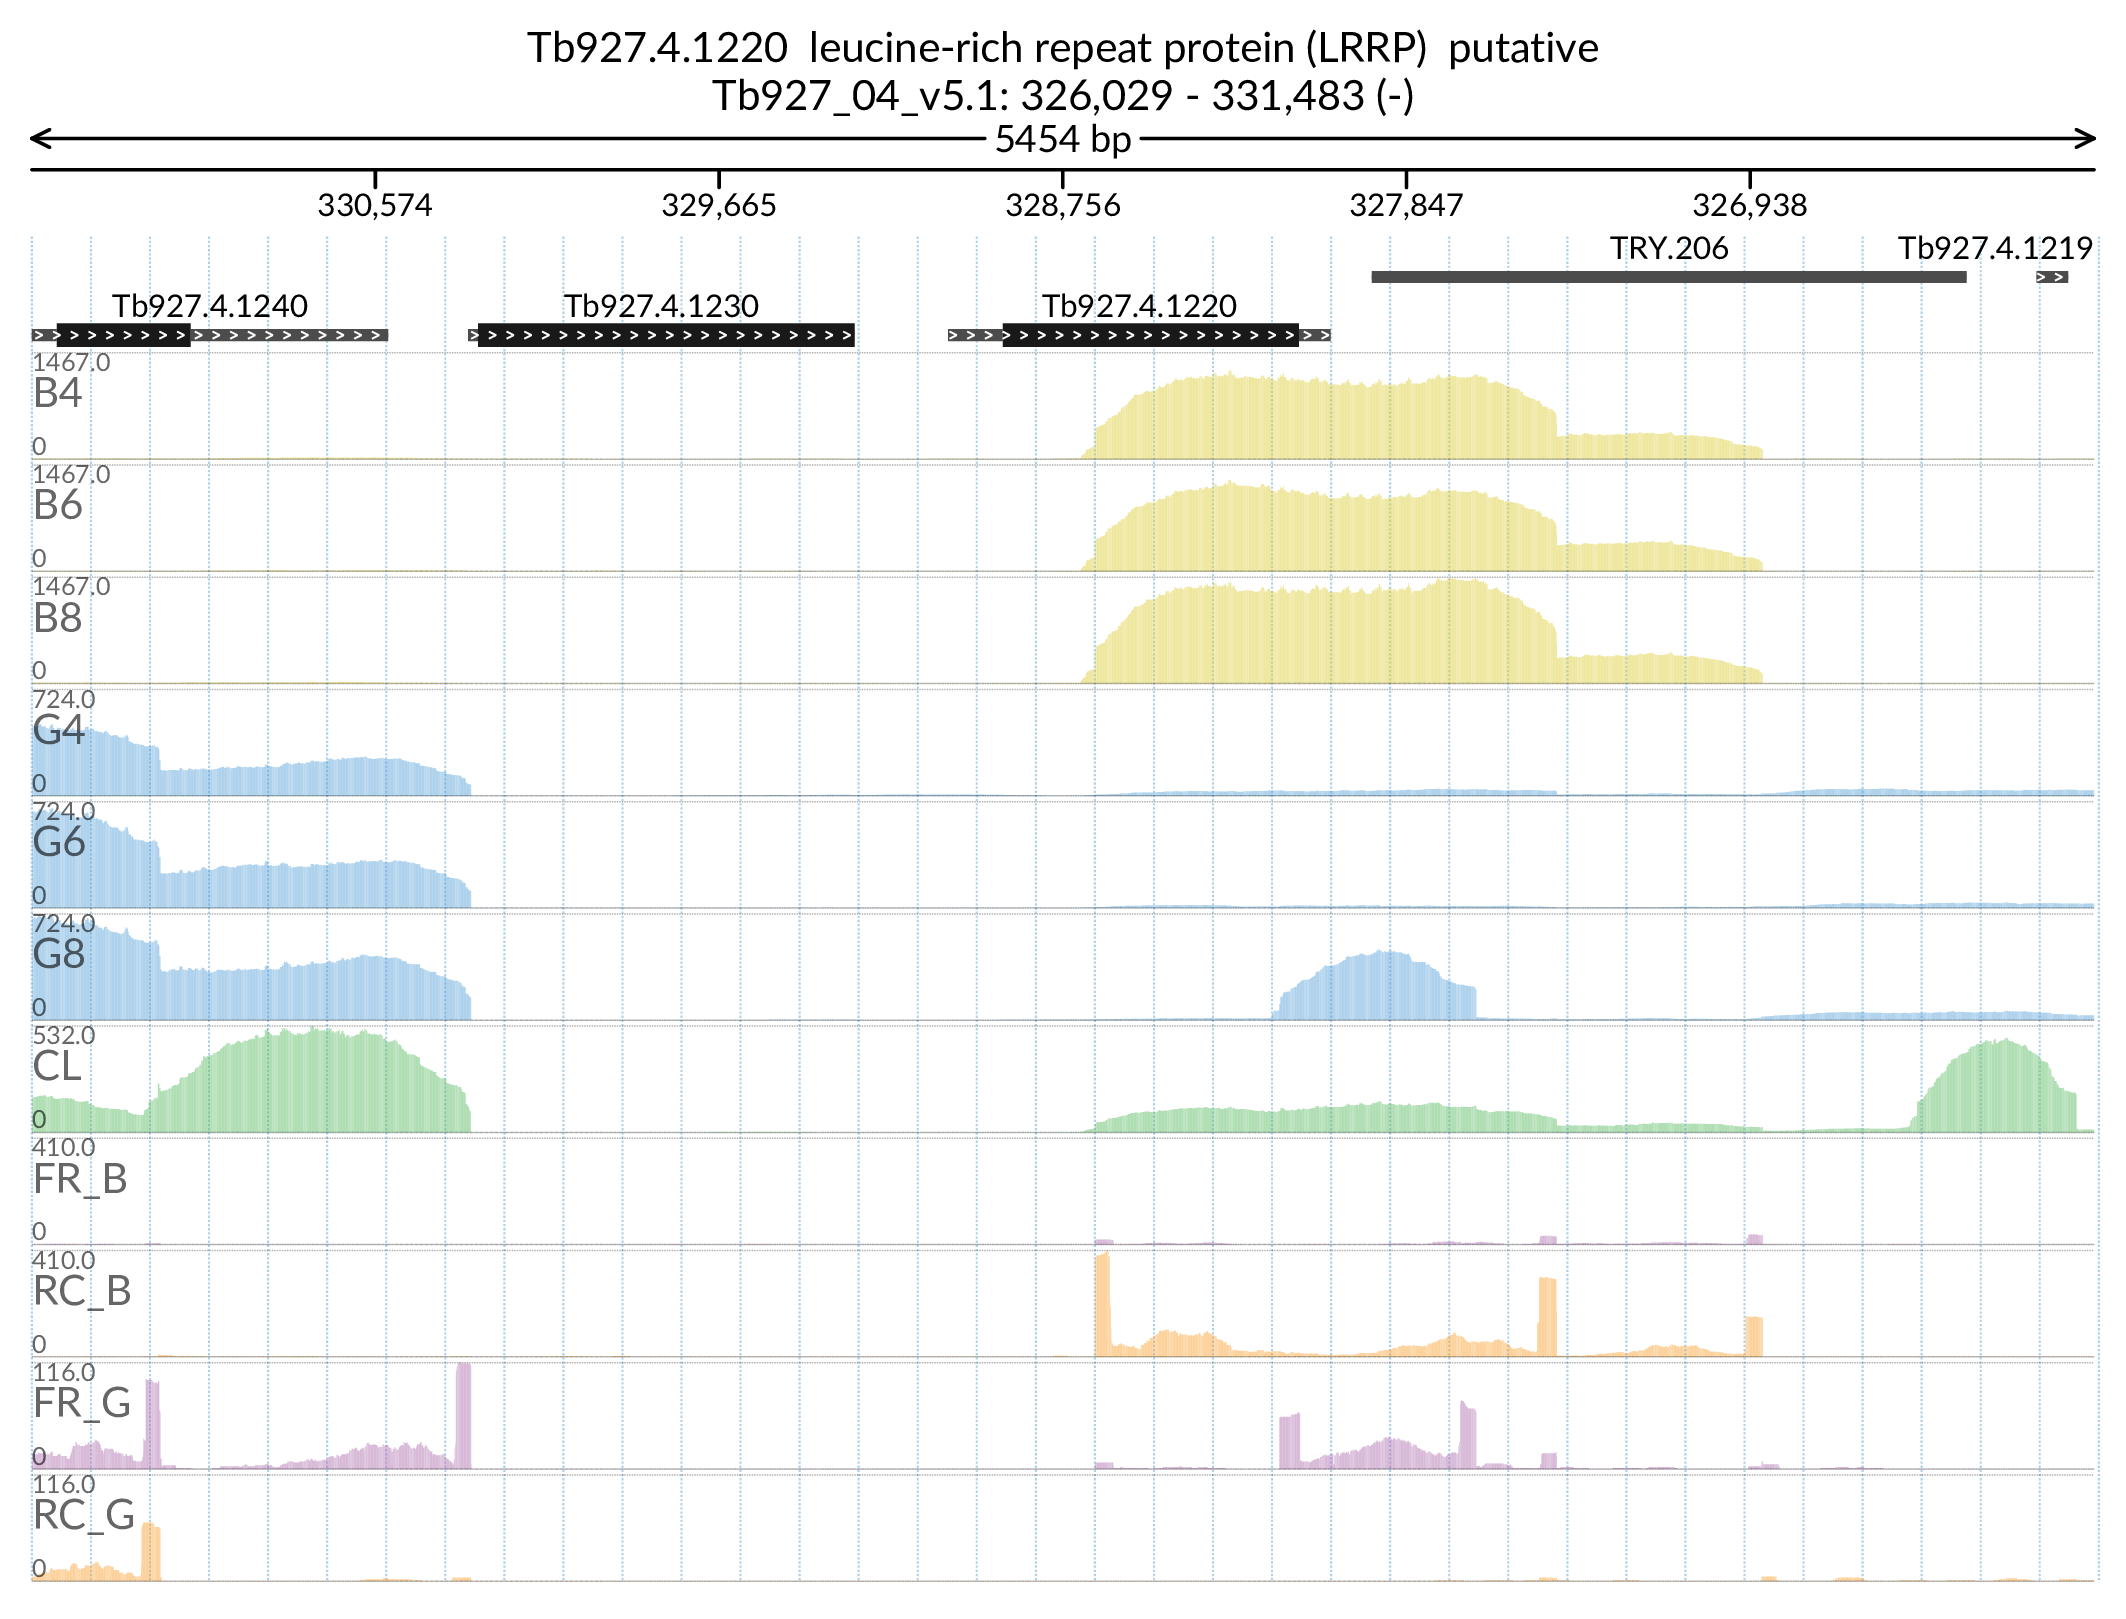 Tb927.4.1220  leucine-rich repeat protein (LRRP)  putative
Tb927_04_v5.1: 326,029 - 331,483 (-)
5454 bp
330,574 329,665 328,756 327,847 326,938
TRY.206 Tb927.4.1219
Tb927.4.1240 Tb927.4.1230 Tb927.4.1220
1467.0
B4
0
1467.0
B6
0
1467.0
B8
0
724.0
G4
0
724.0
G6
0
724.0
G8
0
532.0
CL
0
410.0
FR_B
0
410.0
RC_B
0
116.0
FR_G
0
116.0
RC_G
0